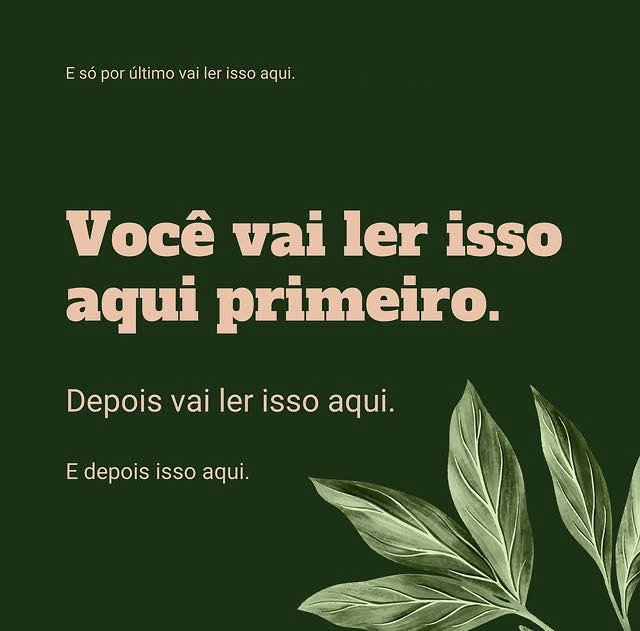 E só por último vai ler isso aqui.
Você vai ler isso
aqui primeiro.
Depois vai ler isso aqui.
E depois isso aqui.